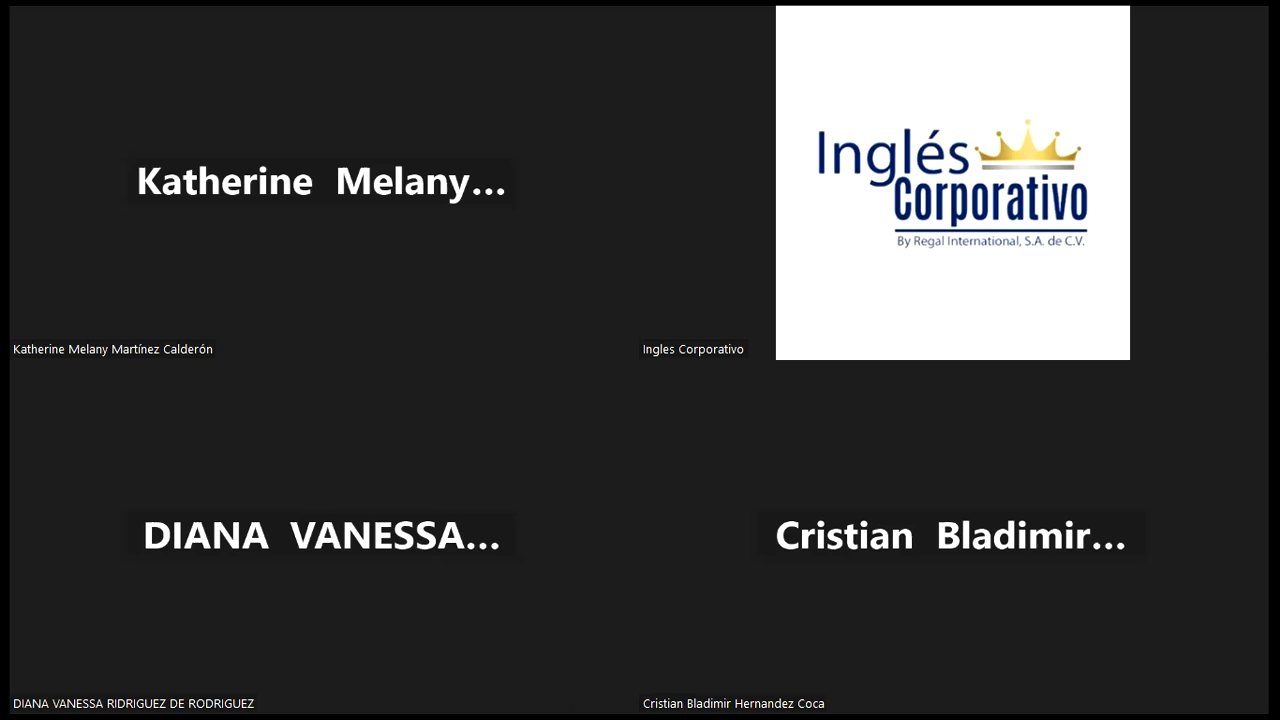 Katherine Melany...
Katherine Melany Martínez Calderón
Inglés
Corporativo
By Regal International, S.A. de C.V.
Ingles Corporativo
DIANA VANESSA...
DIANA VANESSA RIDRIGUEZ DE RODRIGUEZ
Cristian Bladimir...
Cristian Bladimir Hernandez Coca